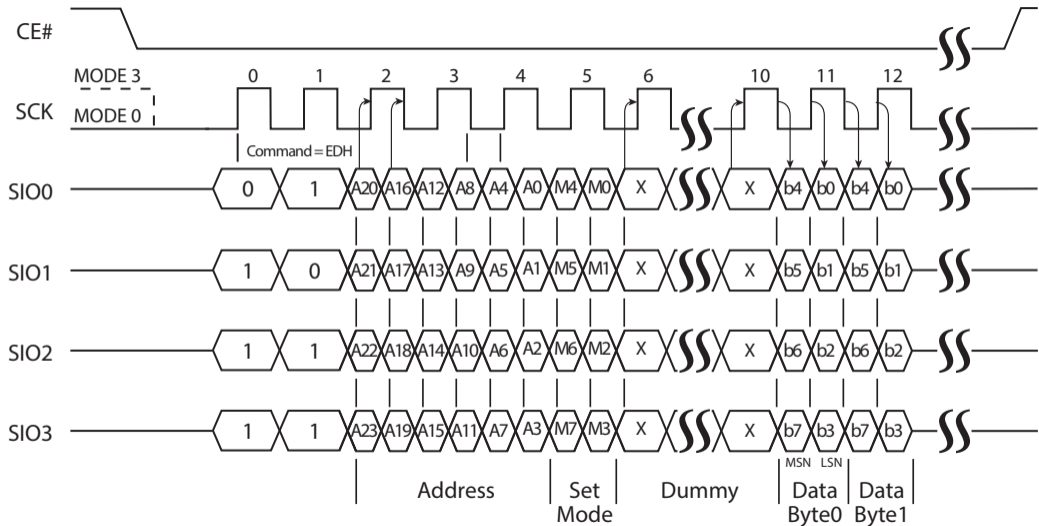 CE#
MODE 3
0 1 2 3 4 5 6 10 11 12
SCK
MODE 0
Command = EDH
SIO0 0 1 A20 A16 A12 A8 A4 A0 M4 M0 X X b4 b0 b4 b0
SIO1 1 0 A21 A17 A13 A9 A5 A1 M5 M1 X X b5 b1 b5 b1
SIO2 1 1 A22 A18 A14 A10 A6 A2 M6 M2 X X b6 b2 b6 b2
SIO3 1 1 A23 A19 A15 A11 A7 A3 M7 M3 X X b7 b3 b7 b3
MSN LSN
Address Set Dummy Data Data
Mode Byte0 Byte1